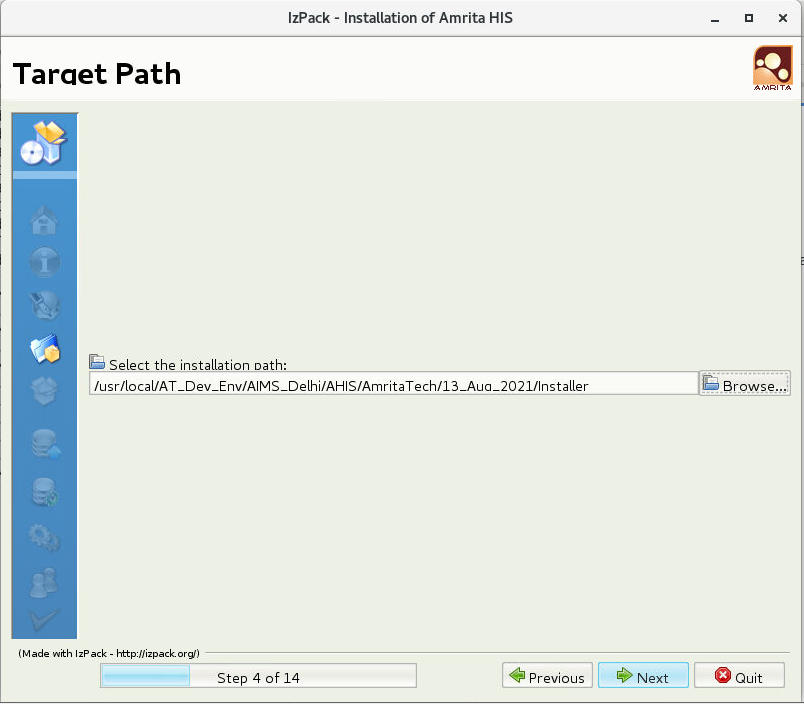 IzPack - Installation of Amrita HIS
Target Path
AMRITA
Select the installation path:
/usr/local/AT_Dev_Env/AIMS_Delhi/AHIS/AmritaTech/13_Aug_2021/Installer
Browse...
(Made with IzPack - http://izpack.org/)
Step 4 of 14
Previous
Next
Quit